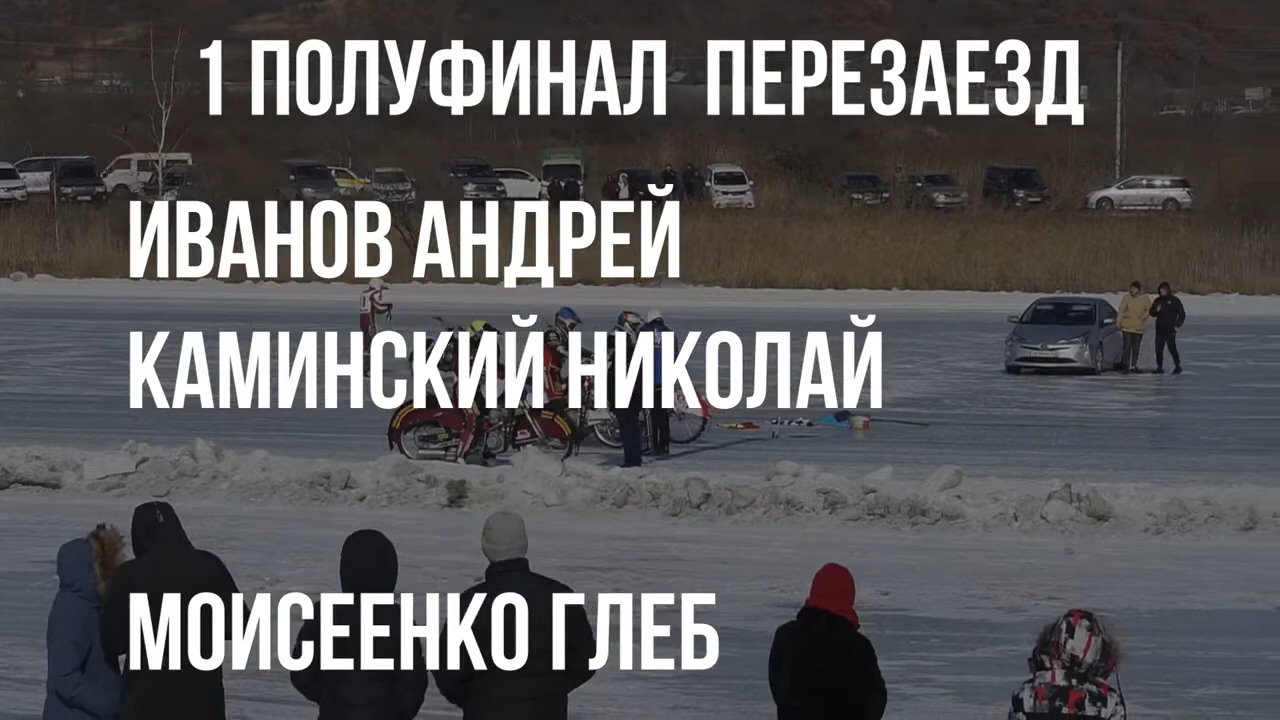 1 ПОЛУФИНАЛ ПЕРЕЗАЕЗД
ИВАНОВ АНДРЕЙ
КАМИНСКИЙ НИКОЛАЙ
МОИСЕЕНКО ГЛЕБ